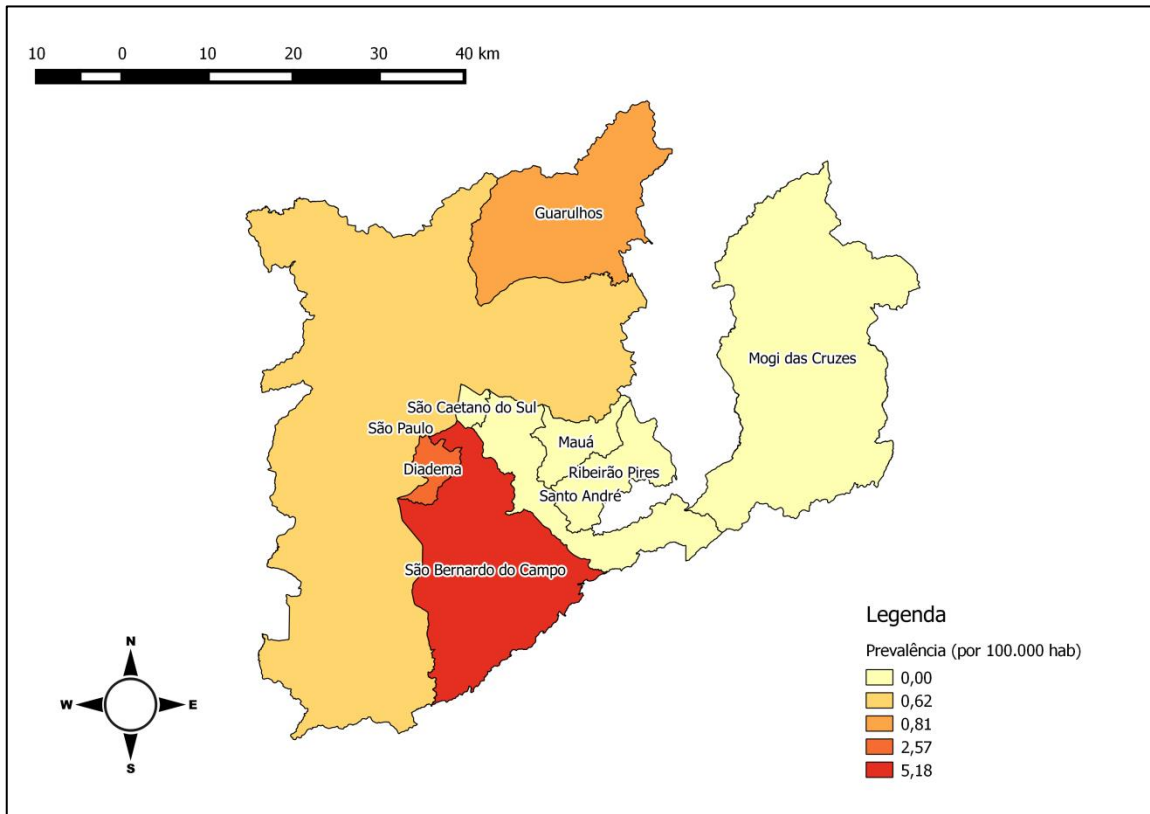 10 0 10 20 30 40 km
Guarulhos
Mogi das Cruzes
São Caetano do Sul
São Paulo
Mauá
Diadema
Ribeirão Pires
Santo André
São Bernardo do Campo
Legenda
Prevalência (por 100.000 hab)
0,00
0,62
0,81
2,57
5,18
N
W E
S